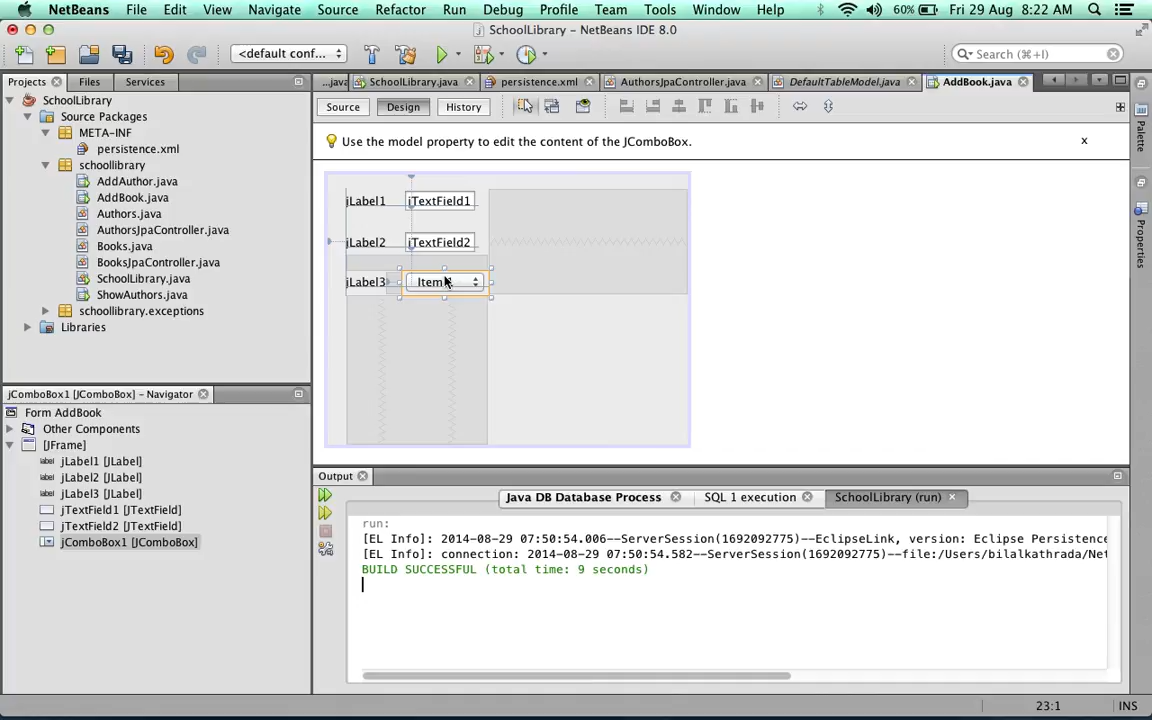 NetBeans File Edit View Navigate Source Refactor Run Debug Profile Team Tools Window Help 60% Fri 29 Aug 8:22 AM
SchoolLibrary – NetBeans IDE 8.0
<default conf...
Search (⌘+I)
Projects Files Services
...java SchoolLibrary.java persistence.xml AuthorsJpaController.java DefaultTableModel.java AddBook.java
Source Design History
SchoolLibrary
Source Packages
META-INF
persistence.xml
schoollibrary
AddAuthor.java
AddBook.java
Authors.java
AuthorsJpaController.java
Books.java
BooksJpaController.java
SchoolLibrary.java
ShowAuthors.java
schoollibrary.exceptions
Libraries
Use the model property to edit the content of the JComboBox. x
jLabel1 jTextField1
jLabel2 jTextField2
jLabel3 Item
Palette
Properties
jComboBox1 [JComboBox] – Navigator
Form AddBook
Other Components
[JFrame]
jLabel1 [JLabel]
jLabel2 [JLabel]
jLabel3 [JLabel]
jTextField1 [JTextField]
jTextField2 [JTextField]
jComboBox1 [JComboBox]
Output
Java DB Database Process SQL 1 execution SchoolLibrary (run)
run:
[EL Info]: 2014-08-29 07:50:54.006--ServerSession(1692092775)--EclipseLink, version: Eclipse Persistence
[EL Info]: connection: 2014-08-29 07:50:54.582--ServerSession(1692092775)--file:/Users/bilalkathrada/Net
BUILD SUCCESSFUL (total time: 9 seconds)
23:1 INS